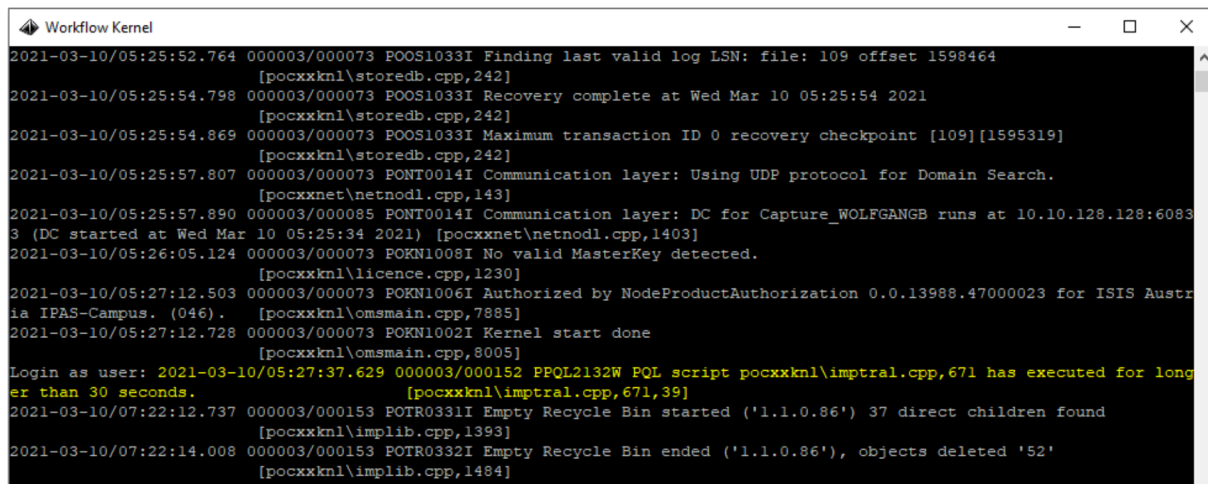 Workflow Kernel
2021-03-10/05:25:52.764 000003/000073 POOS1033I Finding last valid log LSN: file: 109 offset 1598464
[pocxxknl\storedb.cpp,242]
2021-03-10/05:25:54.798 000003/000073 POOS1033I Recovery complete at Wed Mar 10 05:25:54 2021
[pocxxknl\storedb.cpp,242]
2021-03-10/05:25:54.869 000003/000073 POOS1033I Maximum transaction ID 0 recovery checkpoint [109][1595319]
[pocxxknl\storedb.cpp,242]
2021-03-10/05:25:57.807 000003/000073 PONT0014I Communication layer: Using UDP protocol for Domain Search.
[pocxxnet\netnodl.cpp,143]
2021-03-10/05:25:57.890 000003/000085 PONT0014I Communication layer: DC for Capture_WOLFGANGB runs at 10.10.128.128:6083
3 (DC started at Wed Mar 10 05:25:34 2021) [pocxxnet\netnodl.cpp,1403]
2021-03-10/05:26:05.124 000003/000073 POKN1008I No valid MasterKey detected.
[pocxxknl\licence.cpp,1230]
2021-03-10/05:27:12.503 000003/000073 POKN1006I Authorized by NodeProductAuthorization 0.0.13988.47000023 for ISIS Austr
ia IPAS-Campus. (046). [pocxxknl\omsmain.cpp,7885]
2021-03-10/05:27:12.728 000003/000073 POKN1002I Kernel start done
[pocxxknl\omsmain.cpp,8005]
Login as user: 2021-03-10/05:27:37.629 000003/000152 PPQL2132W PQL script pocxxknl\imptral.cpp,671 has executed for long
er than 30 seconds. [pocxxknl\imptral.cpp,671,39]
2021-03-10/07:22:12.737 000003/000153 POTR0331I Empty Recycle Bin started ('1.1.0.86') 37 direct children found
[pocxxknl\implib.cpp,1393]
2021-03-10/07:22:14.008 000003/000153 POTR0332I Empty Recycle Bin ended ('1.1.0.86'), objects deleted '52'
[pocxxknl\implib.cpp,1484]